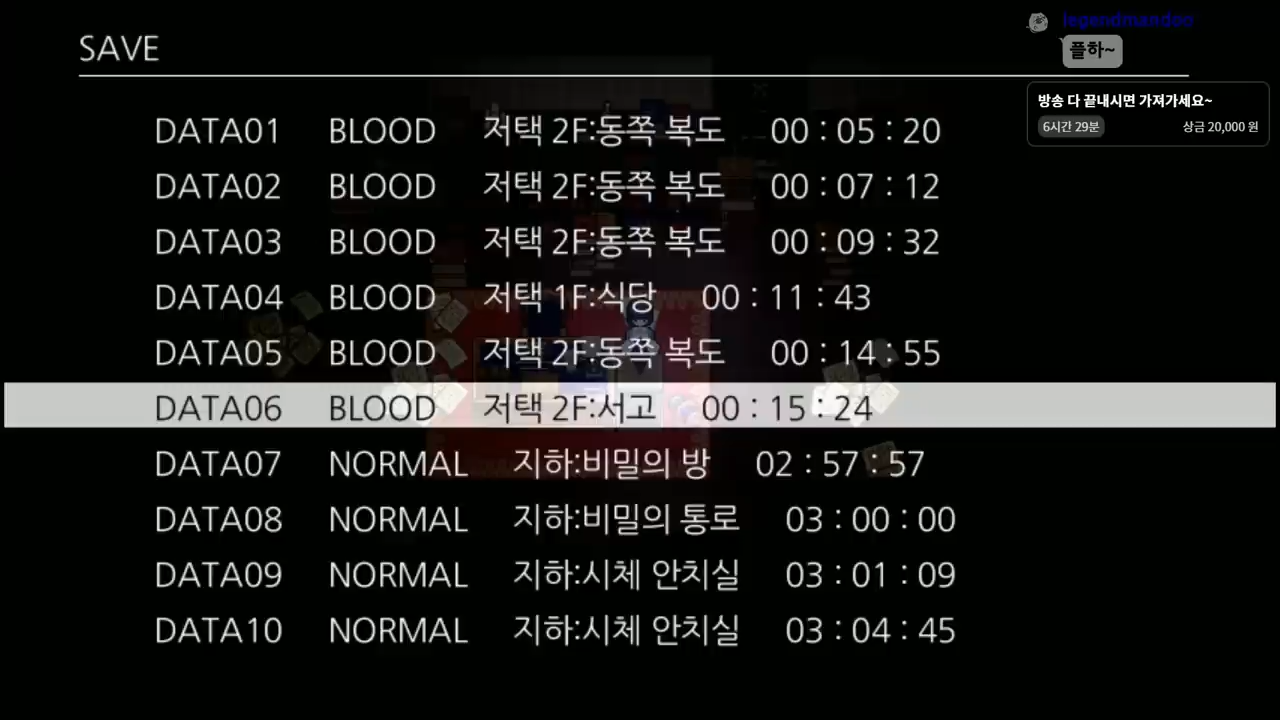 SAVE
legendmandoo
플하~
방송 다 끝내시면 가져가세요~
6시간 29분 상금 20,000 원
DATA01 BLOOD 저택 2F:동쪽 복도 00 : 05 : 20
DATA02 BLOOD 저택 2F:동쪽 복도 00 : 07 : 12
DATA03 BLOOD 저택 2F:동쪽 복도 00 : 09 : 32
DATA04 BLOOD 저택 1F:식당 00 : 11 : 43
DATA05 BLOOD 저택 2F:동쪽 복도 00 : 14 : 55
DATA06 BLOOD 저택 2F:서고 00 : 15 : 24
DATA07 NORMAL 지하:비밀의 방 02 : 57 : 57
DATA08 NORMAL 지하:비밀의 통로 03 : 00 : 00
DATA09 NORMAL 지하:시체 안치실 03 : 01 : 09
DATA10 NORMAL 지하:시체 안치실 03 : 04 : 45